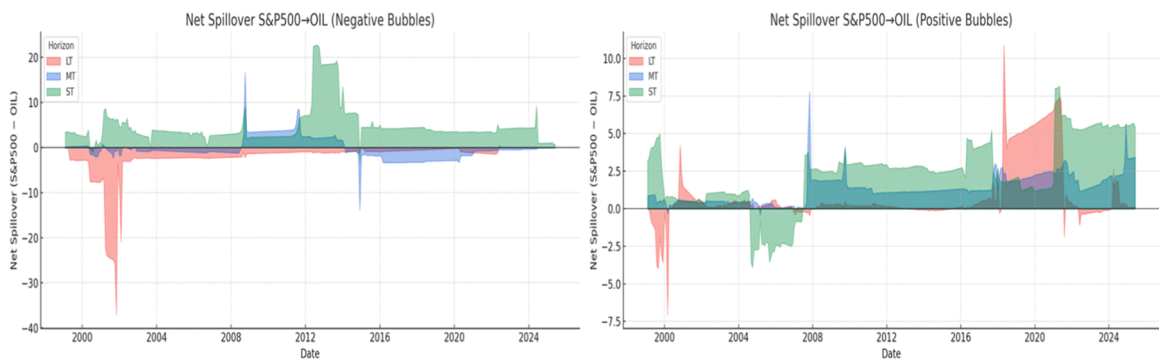 Net Spillover S&P500→OIL (Negative Bubbles)
Net Spillover (S&P500 — OIL)
20
10
0
−10
−20
−30
−40
Horizon
LT
MT
ST
2000 2004 2008 2012 2016 2020 2024
Date
Net Spillover S&P500→OIL (Positive Bubbles)
Net Spillover (S&P500 — OIL)
10.0
7.5
5.0
2.5
0.0
−2.5
−5.0
−7.5
Horizon
LT
MT
ST
2000 2004 2008 2012 2016 2020 2024
Date